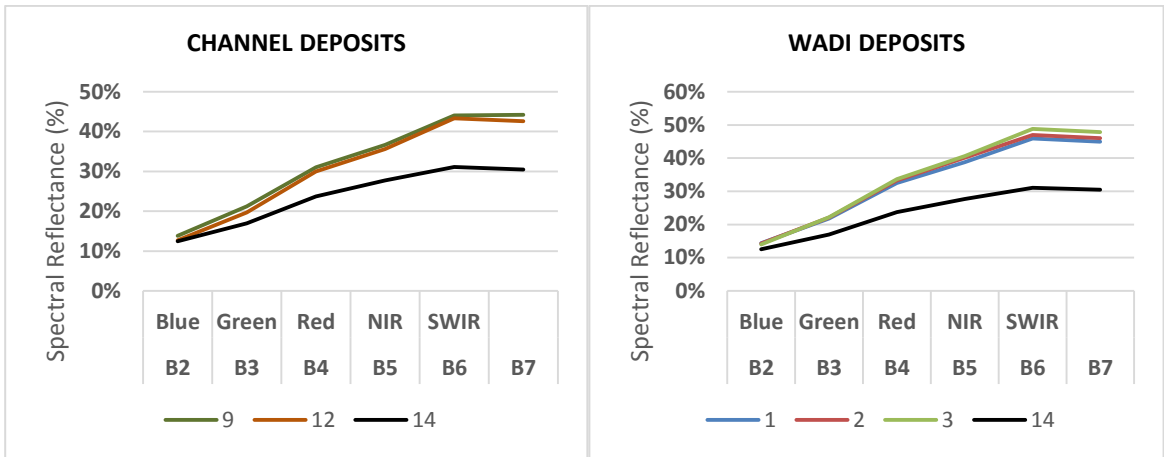 CHANNEL DEPOSITS
Spectral Reflectance (%)
50%
40%
30%
20%
10%
0%
Blue Green Red NIR SWIR
B2 B3 B4 B5 B6 B7
9 12 14
WADI DEPOSITS
Spectral Reflectance (%)
60%
50%
40%
30%
20%
10%
0%
Blue Green Red NIR SWIR
B2 B3 B4 B5 B6 B7
1 2 3 14